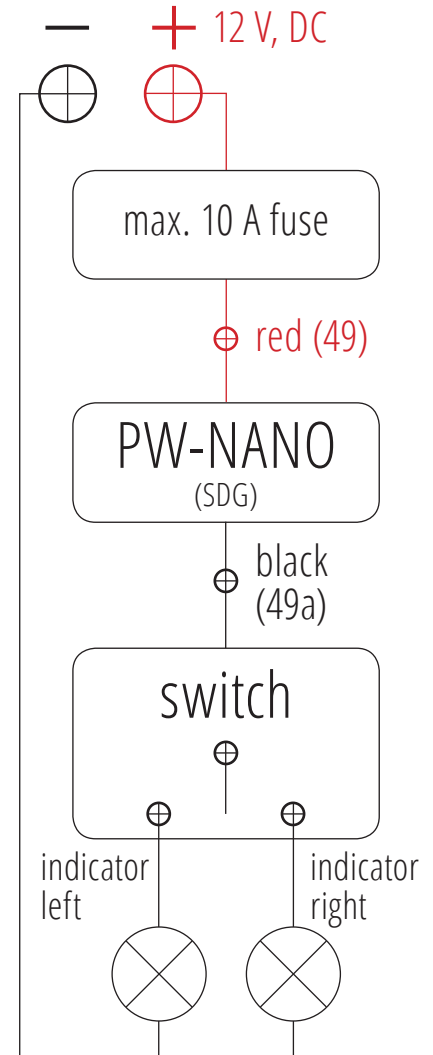 − + 12 V, DC
max. 10 A fuse
red (49)
PW-NANO
(SDG)
black
(49a)
switch
indicator
left
indicator
right